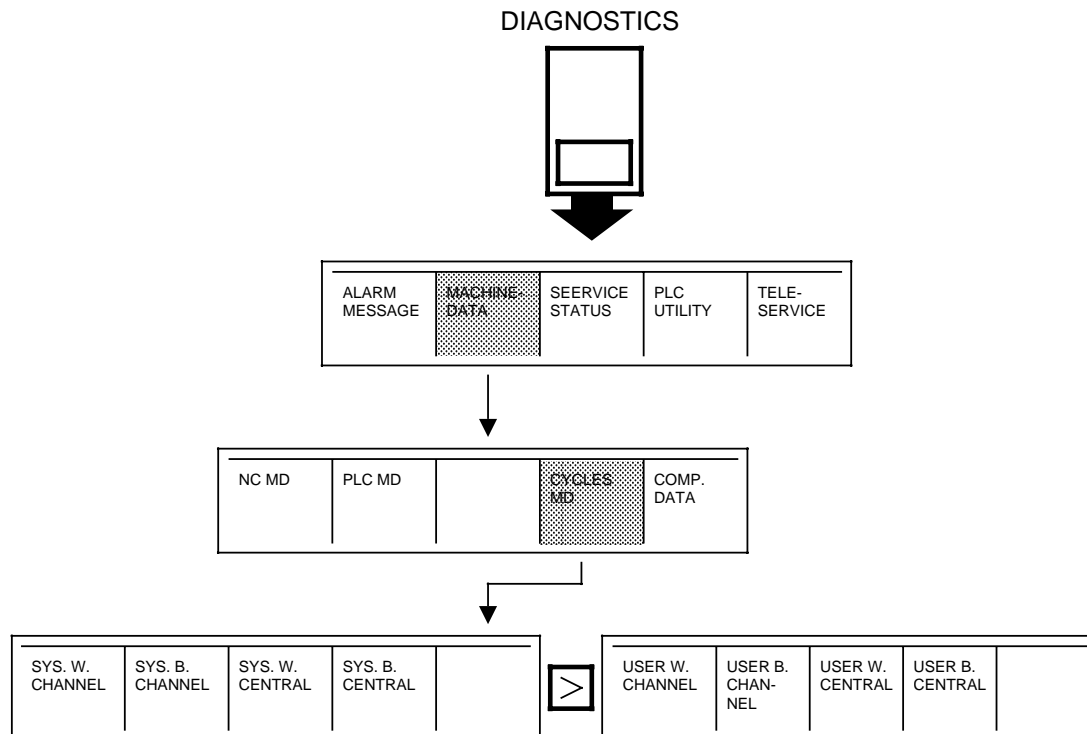 DIAGNOSTICS
ALARM MESSAGE
MACHINE-DATA
SEERVICE STATUS
PLC UTILITY
TELE-SERVICE
NC MD
PLC MD
CYCLES MD
COMP. DATA
SYS. W. CHANNEL
SYS. B. CHANNEL
SYS. W. CENTRAL
SYS. B. CENTRAL
>
USER W. CHANNEL
USER B. CHAN-NEL
USER W. CENTRAL
USER B. CENTRAL